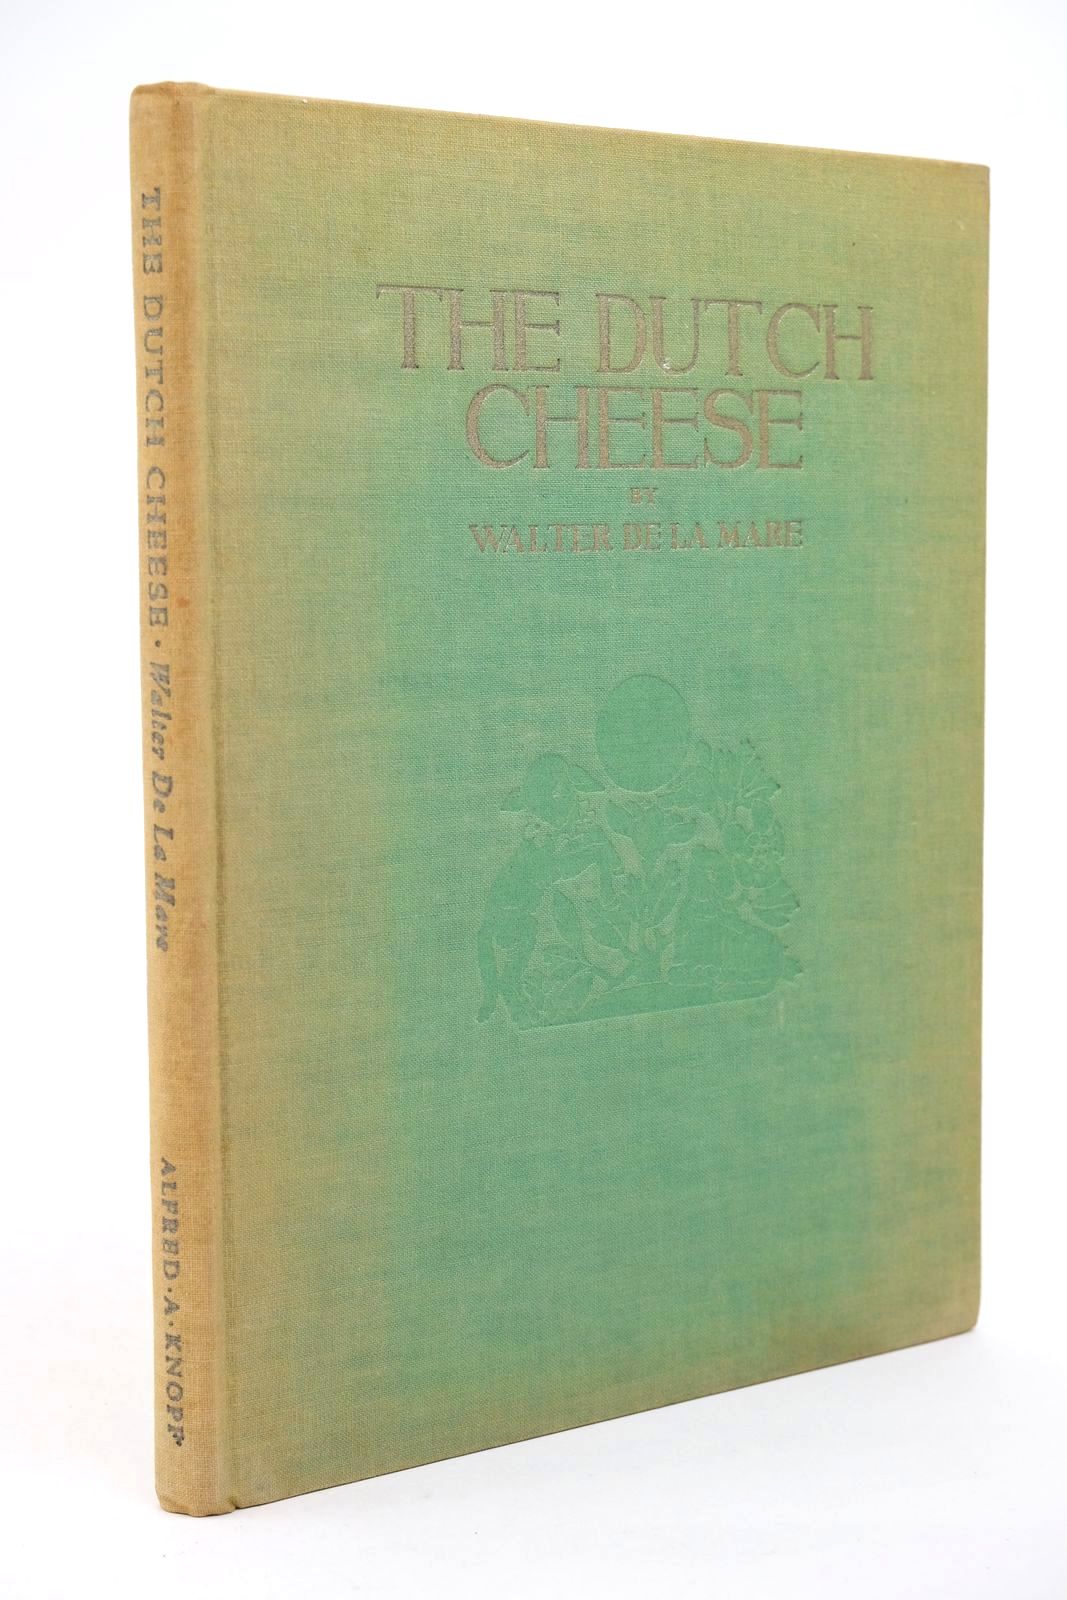 THE DUTCH CHEESE · Walter De La Mare
ALFRED · A · KNOPF
THE DUTCH
CHEESE
BY
WALTER DE LA MARE